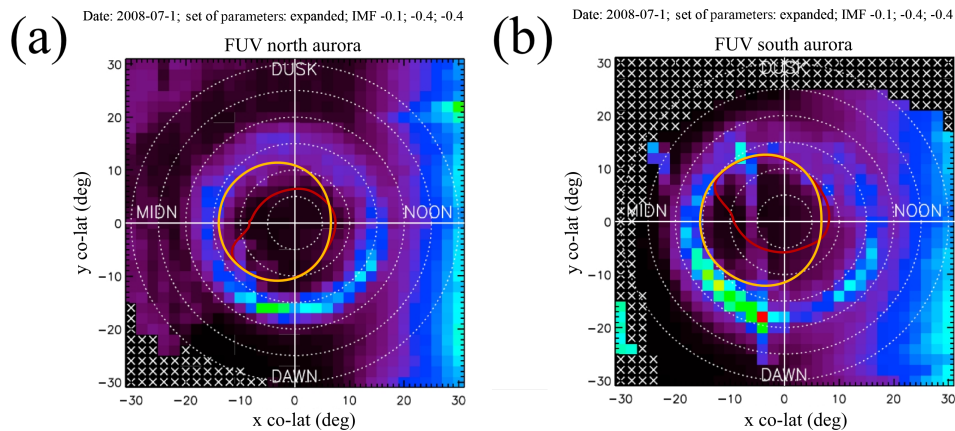 Date: 2008-07-1; set of parameters: expanded; IMF -0.1; -0.4; -0.4
(a)
FUV north aurora
DUSK
MIDN
NOON
DAWN
30
20
10
0
−10
−20
−30
y co-lat (deg)
−30 −20 −10 0 10 20 30
x co-lat (deg)
Date: 2008-07-1; set of parameters: expanded; IMF -0.1; -0.4; -0.4
(b)
FUV south aurora
DUSK
MIDN
NOON
DAWN
30
20
10
0
−10
−20
−30
y co-lat (deg)
−30 −20 −10 0 10 20 30
x co-lat (deg)